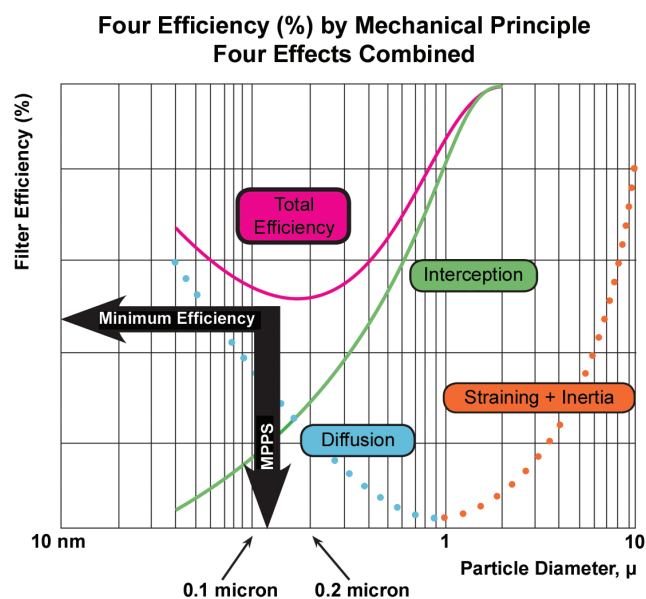 Four Efficiency (%) by Mechanical Principle
Four Effects Combined
Filter Efficiency (%)
Total
Efficiency
Interception
Minimum Efficiency
MPPS
Straining + Inertia
Diffusion
10 nm
1
10
Particle Diameter, μ
0.1 micron
0.2 micron